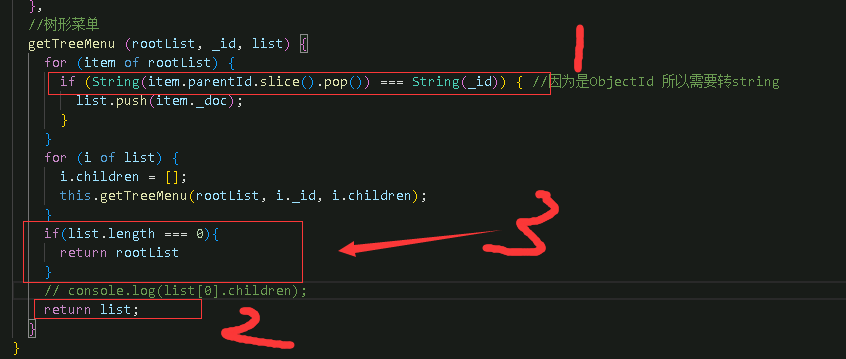 },
//树形菜单
getTreeMenu (rootList, _id, list) {
for (item of rootList) {
if (String(item.parentId.slice().pop()) === String(_id)) { //因为是ObjectId 所以需要转string
list.push(item._doc);
}
}
for (i of list) {
i.children = [];
this.getTreeMenu(rootList, i._id, i.children);
}
if(list.length === 0){
return rootList
}
// console.log(list[0].children);
return list;
}
}
1
3
2